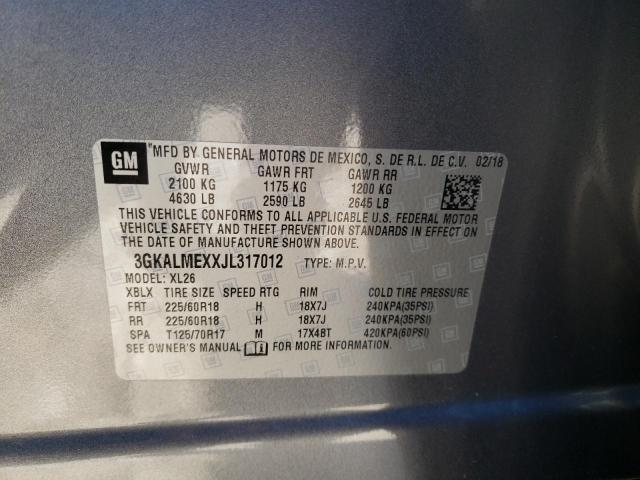 GM "MFD BY GENERAL MOTORS DE MEXICO, S. DE R.L. DE C.V. 02/18
GVWR GAWR FRT GAWR RR
2100 KG 1175 KG 1200 KG
4630 LB 2590 LB 2645 LB
THIS VEHICLE CONFORMS TO ALL APPLICABLE U.S. FEDERAL MOTOR
VEHICLE SAFETY AND THEFT PREVENTION STANDARDS IN EFFECT ON
THE DATE OF MANUFACTURE SHOWN ABOVE.
3GKALMEXXJL317012 TYPE: M.P.V.
MODEL: XL26
XBLX TIRE SIZE SPEED RTG RIM COLD TIRE PRESSURE
FRT 225/60R18 H 18X7J 240KPA(35PSI)
RR 225/60R18 H 18X7J 240KPA(35PSI)
SPA T125/70R17 M 17X4BT 420KPA(60PSI)
SEE OWNER'S MANUAL i FOR MORE INFORMATION.